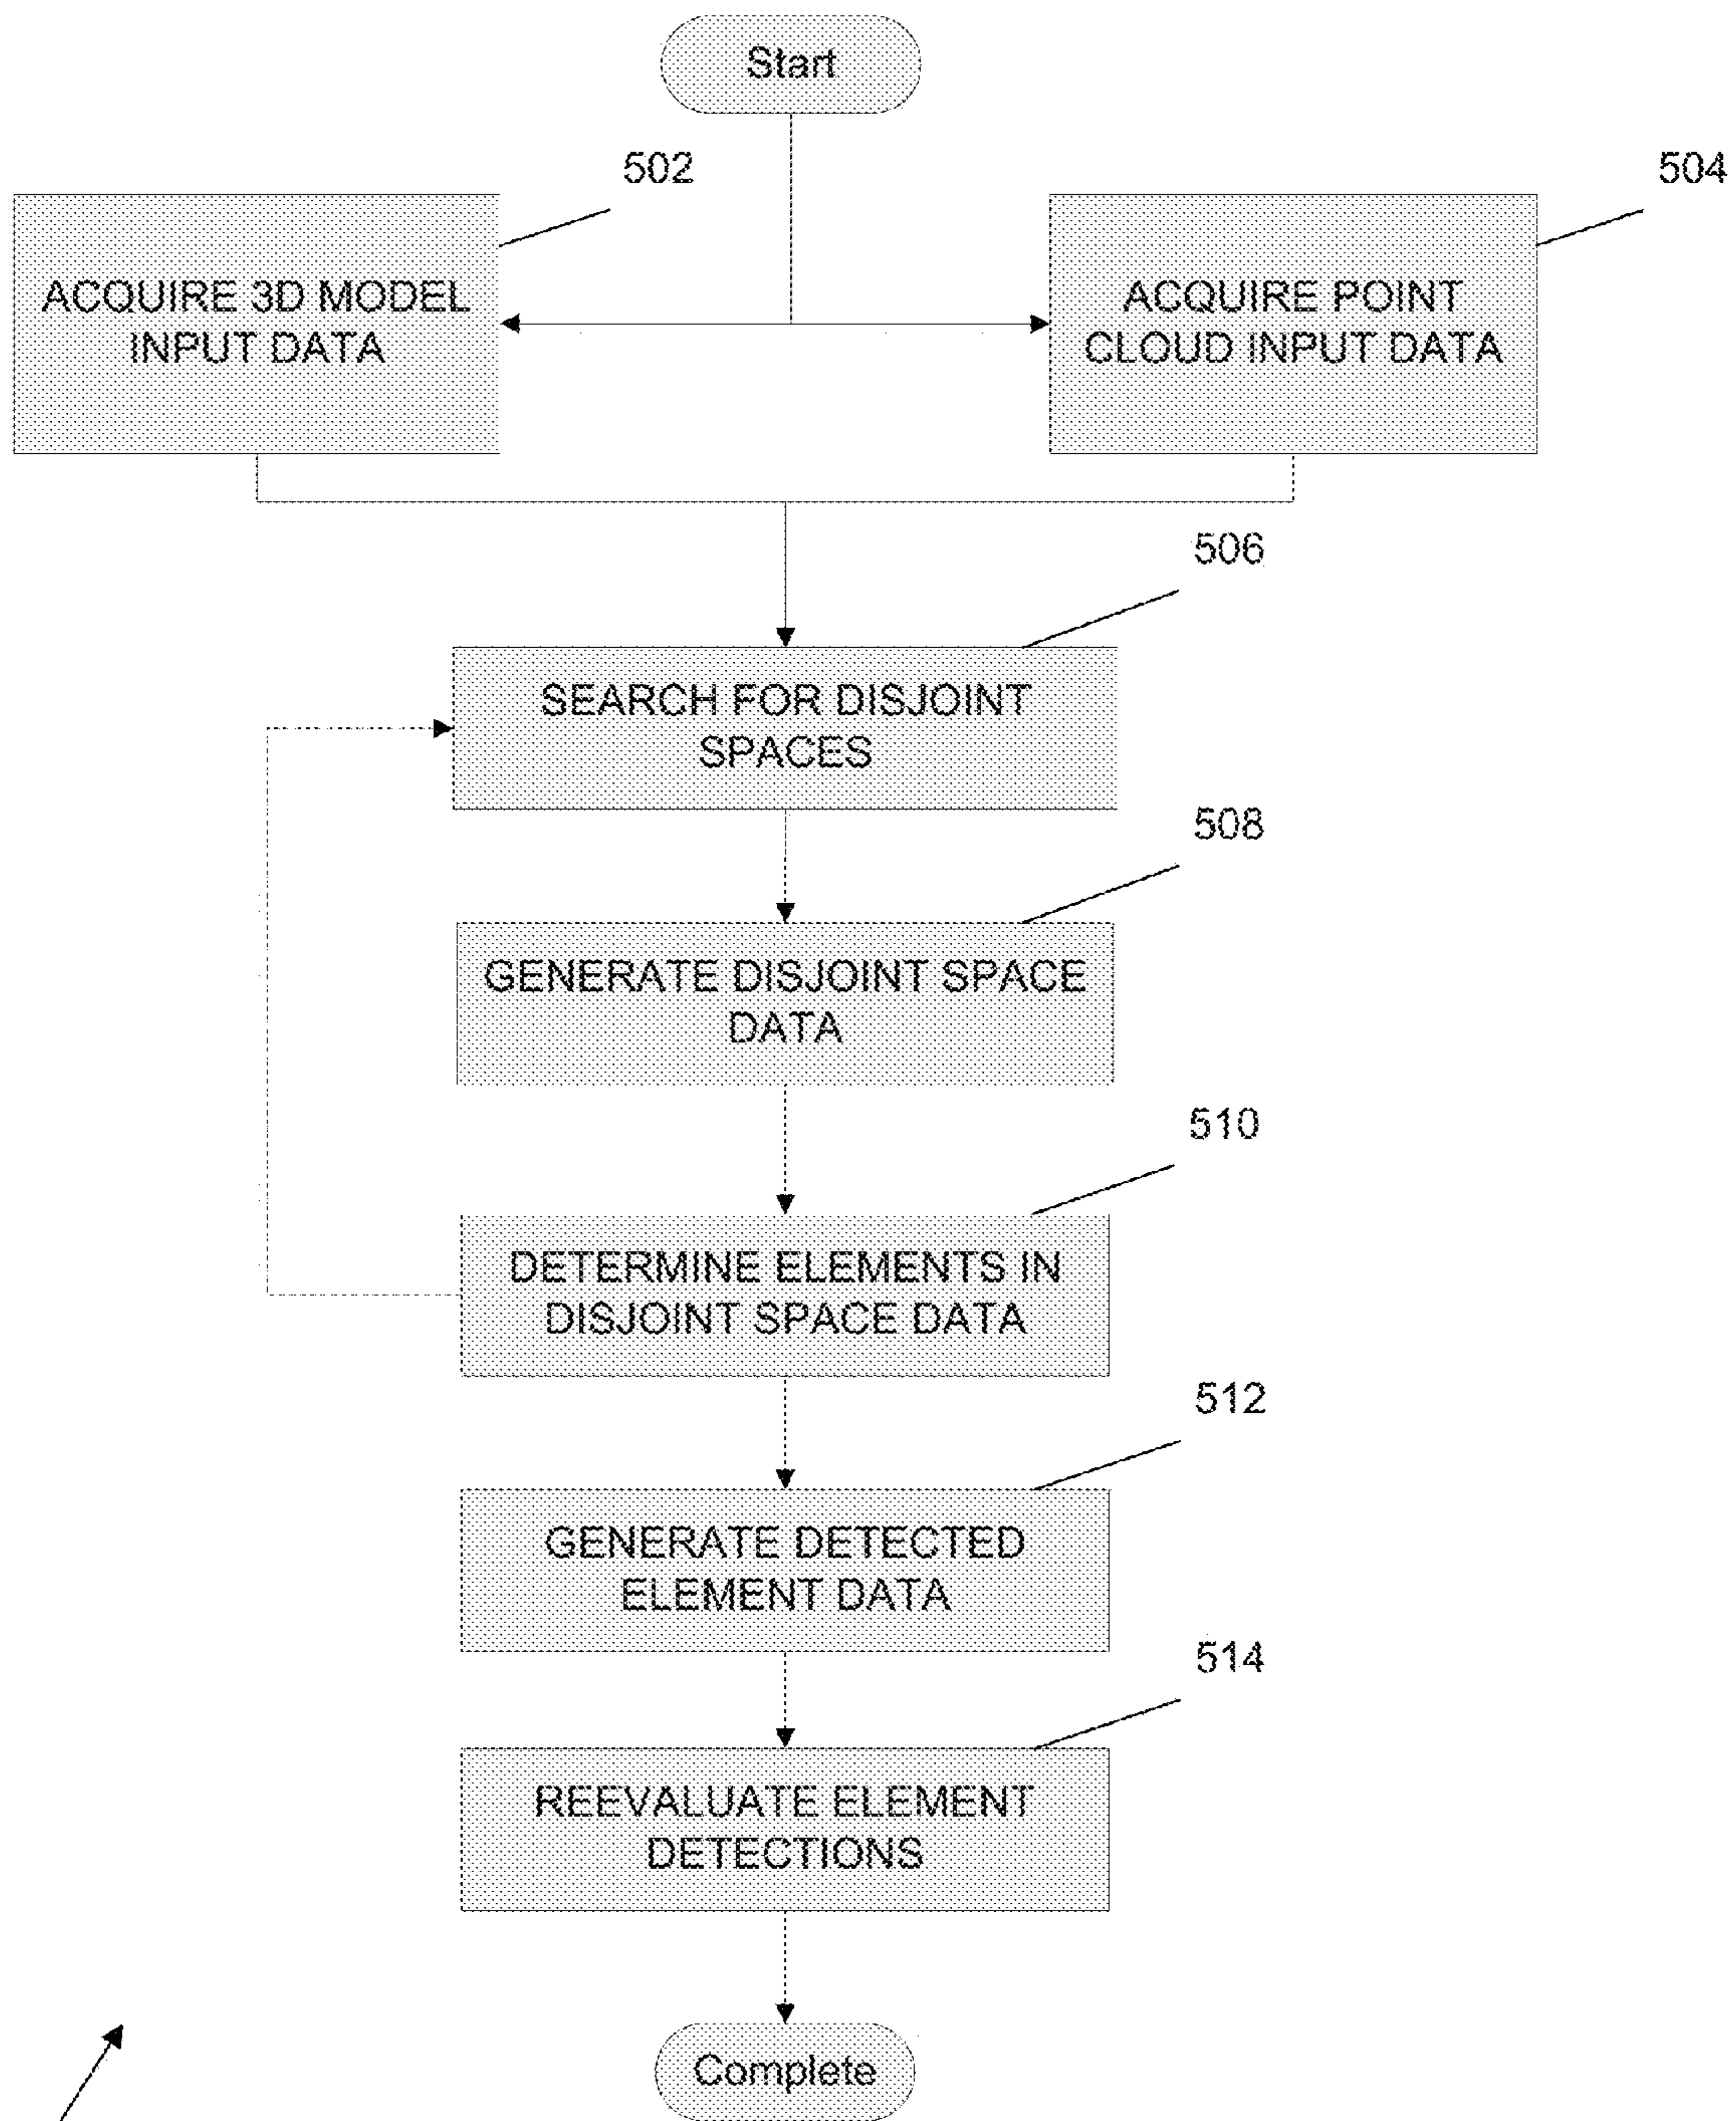 Start
502
504
ACQUIRE 3D MODEL
INPUT DATA
ACQUIRE POINT
CLOUD INPUT DATA
506
SEARCH FOR DISJOINT
SPACES
508
GENERATE DISJOINT SPACE
DATA
510
DETERMINE ELEMENTS IN
DISJOINT SPACE DATA
512
GENERATE DETECTED
ELEMENT DATA
514
REEVALUATE ELEMENT
DETECTIONS
Complete